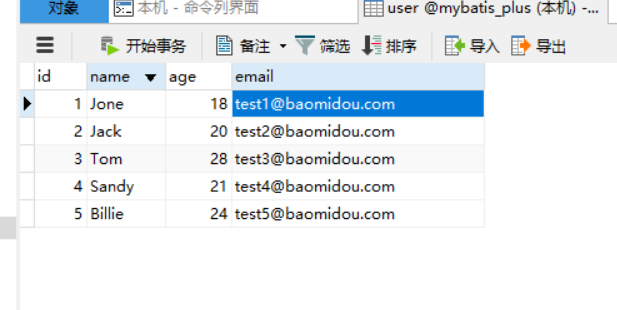 对象 本机 - 命令列界面 user @mybatis_plus (本机) -...
开始事务 备注 筛选 排序 导入 导出
id name age email
1 Jone 18 test1@baomidou.com
2 Jack 20 test2@baomidou.com
3 Tom 28 test3@baomidou.com
4 Sandy 21 test4@baomidou.com
5 Billie 24 test5@baomidou.com